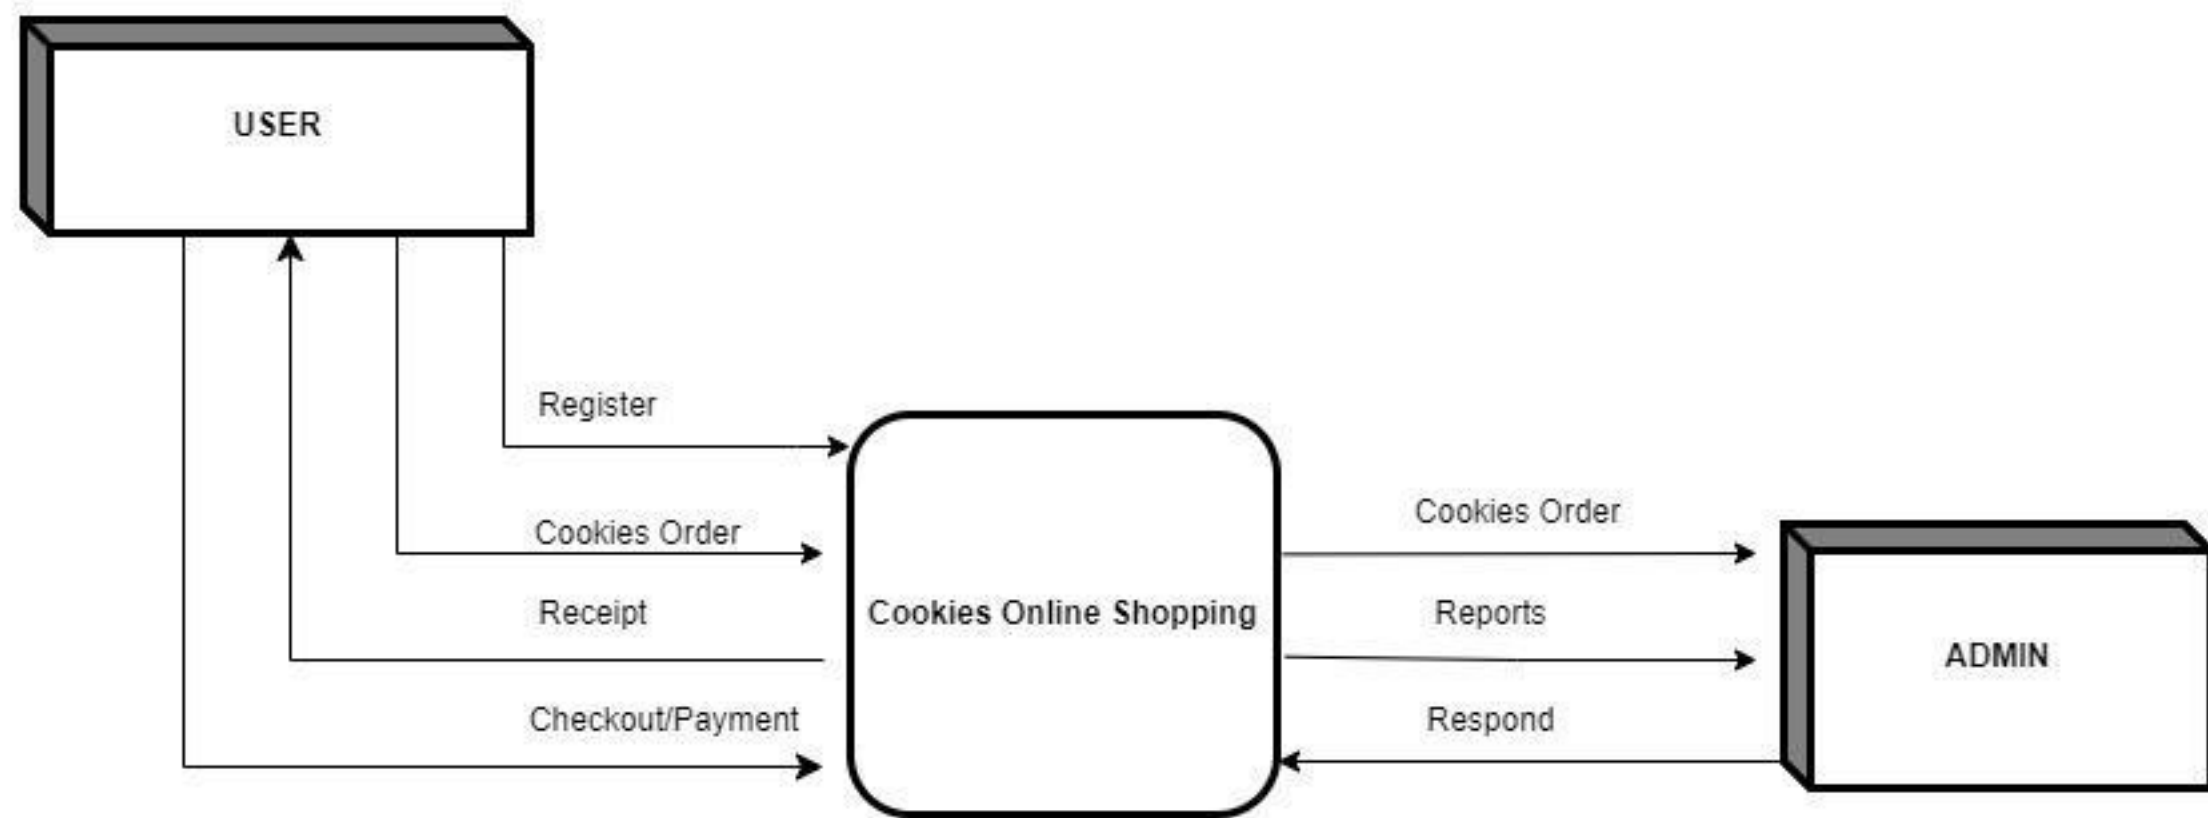 USER
Register
Cookies Order
Receipt
Checkout/Payment
Cookies Online Shopping
Cookies Order
Reports
Respond
ADMIN